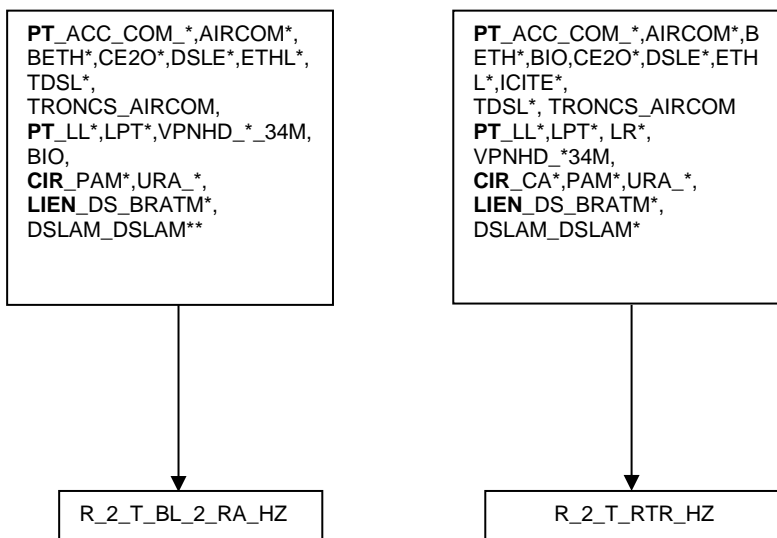 PT_ACC_COM_*,AIRCOM*,
BETH*,CE2O*,DSLE*,ETHL*,
TDSL*,
TRONCS_AIRCOM,
PT_LL*,LPT*,VPNHD_*_34M,
BIO,
CIR_PAM*,URA_*,
LIEN_DS_BRATM*,
DSLAM_DSLAM**
PT_ACC_COM_*,AIRCOM*,B
ETH*,BIO,CE2O*,DSLE*,ETH
L*,ICITE*,
TDSL*, TRONCS_AIRCOM
PT_LL*,LPT*, LR*,
VPNHD_*34M,
CIR_CA*,PAM*,URA_*,
LIEN_DS_BRATM*,
DSLAM_DSLAM*
R_2_T_BL_2_RA_HZ
R_2_T_RTR_HZ